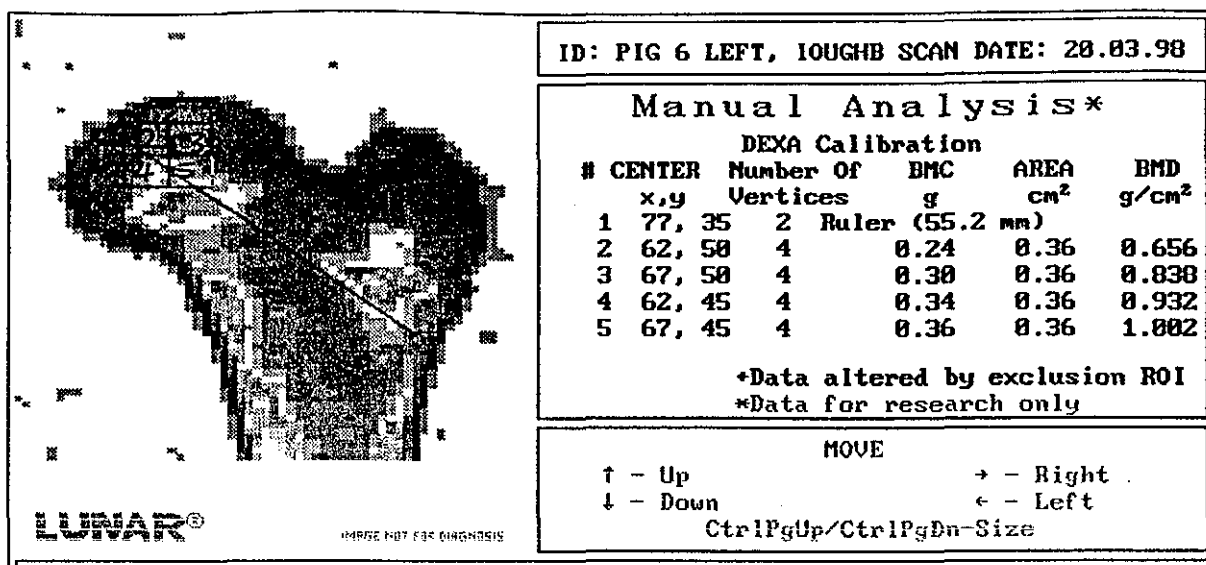 ID: PIG 6 LEFT, IOUGHB SCAN DATE: 20.03.98
Manual Analysis*
DEXA Calibration
# CENTER Number Of BMC AREA BMD
x,y Vertices g cm² g/cm²
1 77, 35 2 Ruler (55.2 mm)
2 62, 50 4 0.24 0.36 0.656
3 67, 50 4 0.30 0.36 0.838
4 62, 45 4 0.34 0.36 0.932
5 67, 45 4 0.36 0.36 1.002
+Data altered by exclusion ROI
*Data for research only
MOVE
↑ - Up → - Right
↓ - Down ← - Left
CtrlPgUp/CtrlPgDn-Size
2
4 5
LUNAR®
IMAGE NOT FOR DIAGNOSIS